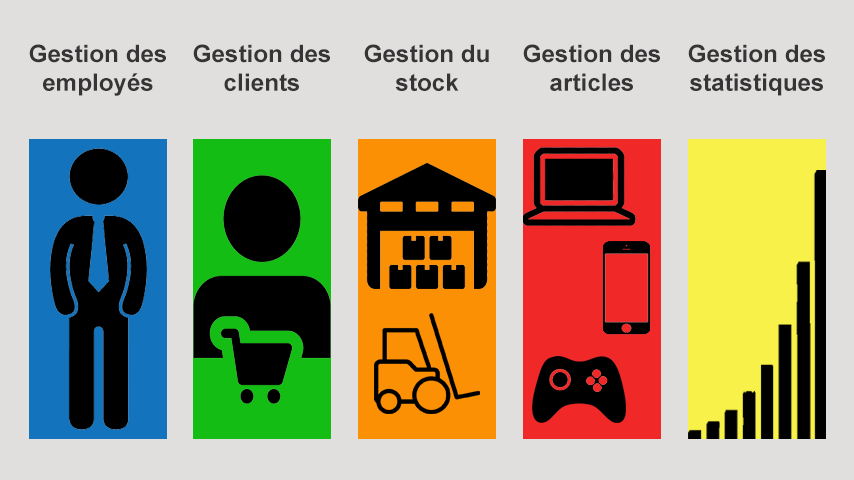 Gestion des
employés
Gestion des
clients
Gestion du
stock
Gestion des
articles
Gestion des
statistiques